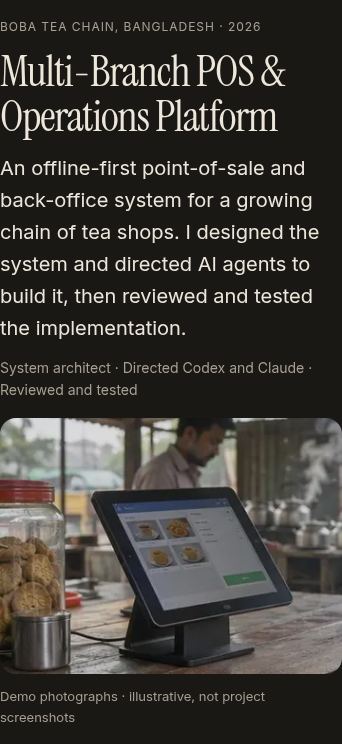 BOBA TEA CHAIN, BANGLADESH · 2026
Multi-Branch POS &
Operations Platform
An offline-first point-of-sale and
back-office system for a growing
chain of tea shops. I designed the
system and directed AI agents to
build it, then reviewed and tested
the implementation.
System architect · Directed Codex and Claude ·
Reviewed and tested
Demo photographs · illustrative, not project
screenshots